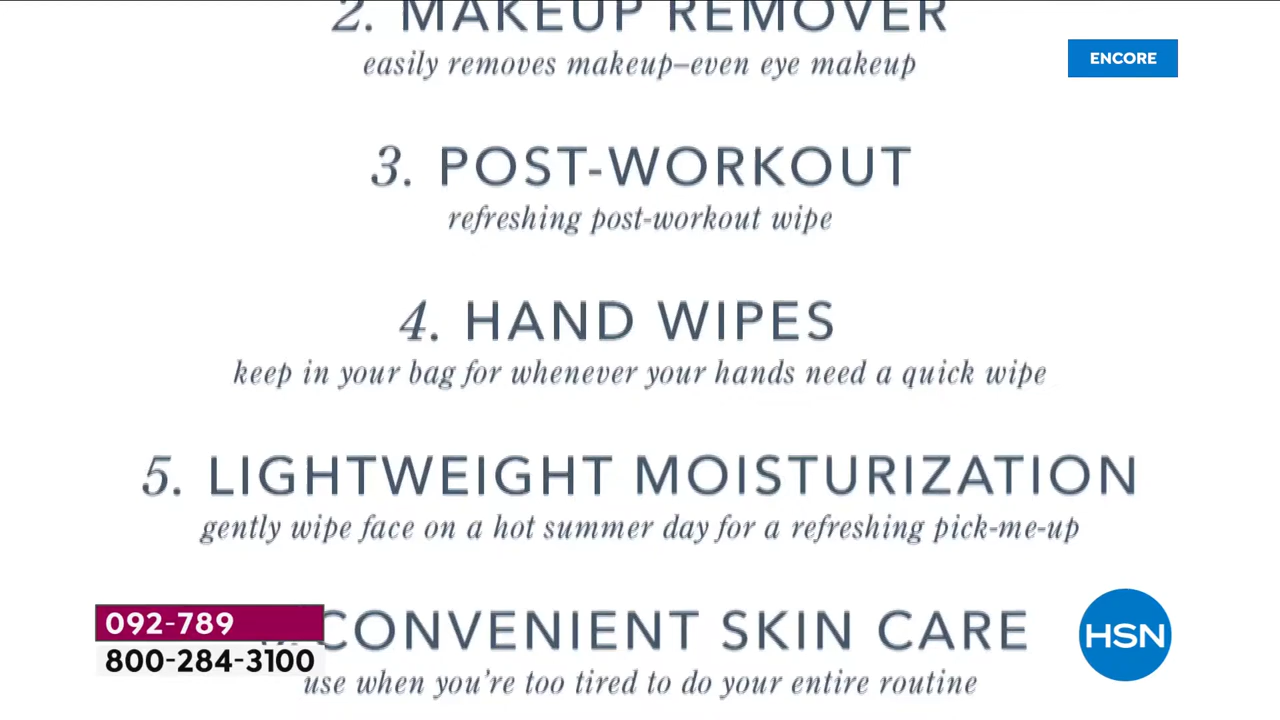 2. MAKEUP REMOVER
ENCORE
easily removes makeup–even eye makeup
3. POST-WORKOUT
refreshing post-workout wipe
4. HAND WIPES
keep in your bag for whenever your hands need a quick wipe
5. LIGHTWEIGHT MOISTURIZATION
gently wipe face on a hot summer day for a refreshing pick-me-up
CONVENIENT SKIN CARE
use when you're too tired to do your entire routine
092-789
800-284-3100
HSN